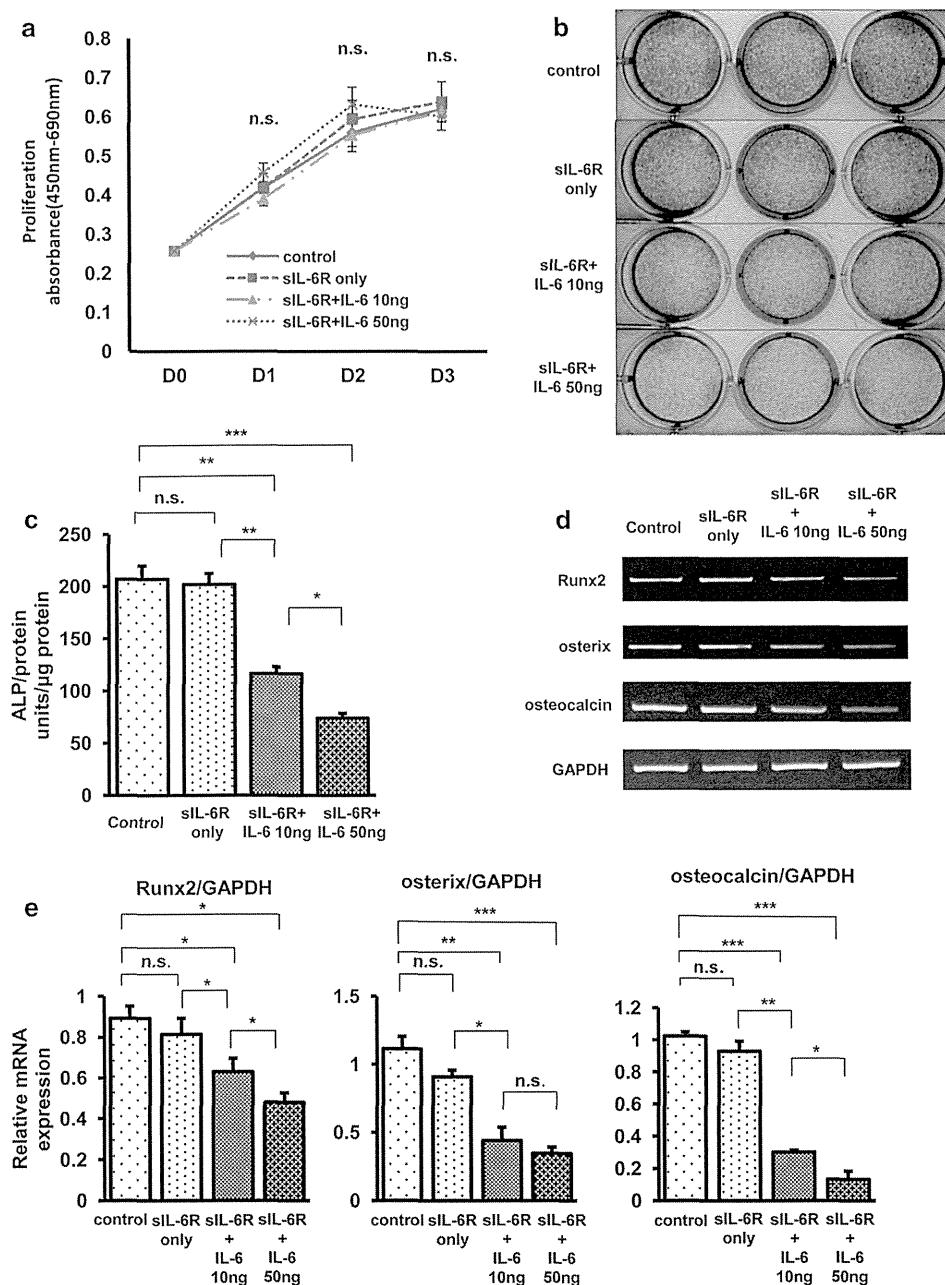 a
0.8
0.7
0.6
0.5
0.4
0.3
0.2
0.1
0
Proliferation
absorbance(450nm-690nm)
n.s.
n.s.
n.s.
control
sIL-6R only
sIL-6R+IL-6 10ng
sIL-6R+IL-6 50ng
D0
D1
D2
D3
b
control
sIL-6R
only
sIL-6R+
IL-6 10ng
sIL-6R+
IL-6 50ng
c
***
**
n.s.
**
*
250
200
150
100
50
0
ALP/protein
units/μg protein
Control
sIL-6R
only
sIL-6R+
IL-6 10ng
sIL-6R+
IL-6 50ng
d
Control
sIL-6R
only
sIL-6R
+
IL-6 10ng
sIL-6R
+
IL-6 50ng
Runx2
osterix
osteocalcin
GAPDH
e
Runx2/GAPDH
*
*
n.s.
*
*
1
0.8
0.6
0.4
0.2
0
Relative mRNA
expression
control
sIL-6R
only
sIL-6R
+
IL-6
10ng
sIL-6R
+
IL-6
50ng
osterix/GAPDH
***
**
n.s.
*
n.s.
1.5
1
0.5
0
control
sIL-6R
only
sIL-6R
+
IL-6
10ng
sIL-6R
+
IL-6
50ng
osteocalcin/GAPDH
***
***
n.s.
**
*
1.2
1
0.8
0.6
0.4
0.2
0
control
sIL-6R
only
sIL-6R
+
IL-6
10ng
sIL-6R
+
IL-6
50ng